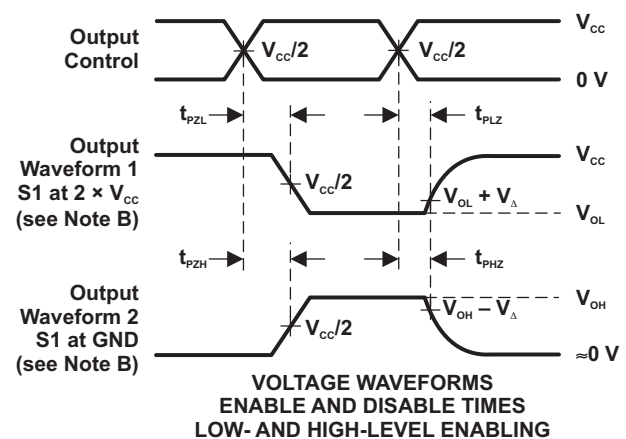 Output
Control
V_CC/2
V_CC/2
V_CC
0 V
t_PZL
t_PLZ
Output
Waveform 1
S1 at 2 × V_CC
(see Note B)
V_CC/2
V_OL + V_Δ
V_CC
V_OL
t_PZH
t_PHZ
Output
Waveform 2
S1 at GND
(see Note B)
V_CC/2
V_OH – V_Δ
V_OH
≈0 V
VOLTAGE WAVEFORMS
ENABLE AND DISABLE TIMES
LOW- AND HIGH-LEVEL ENABLING